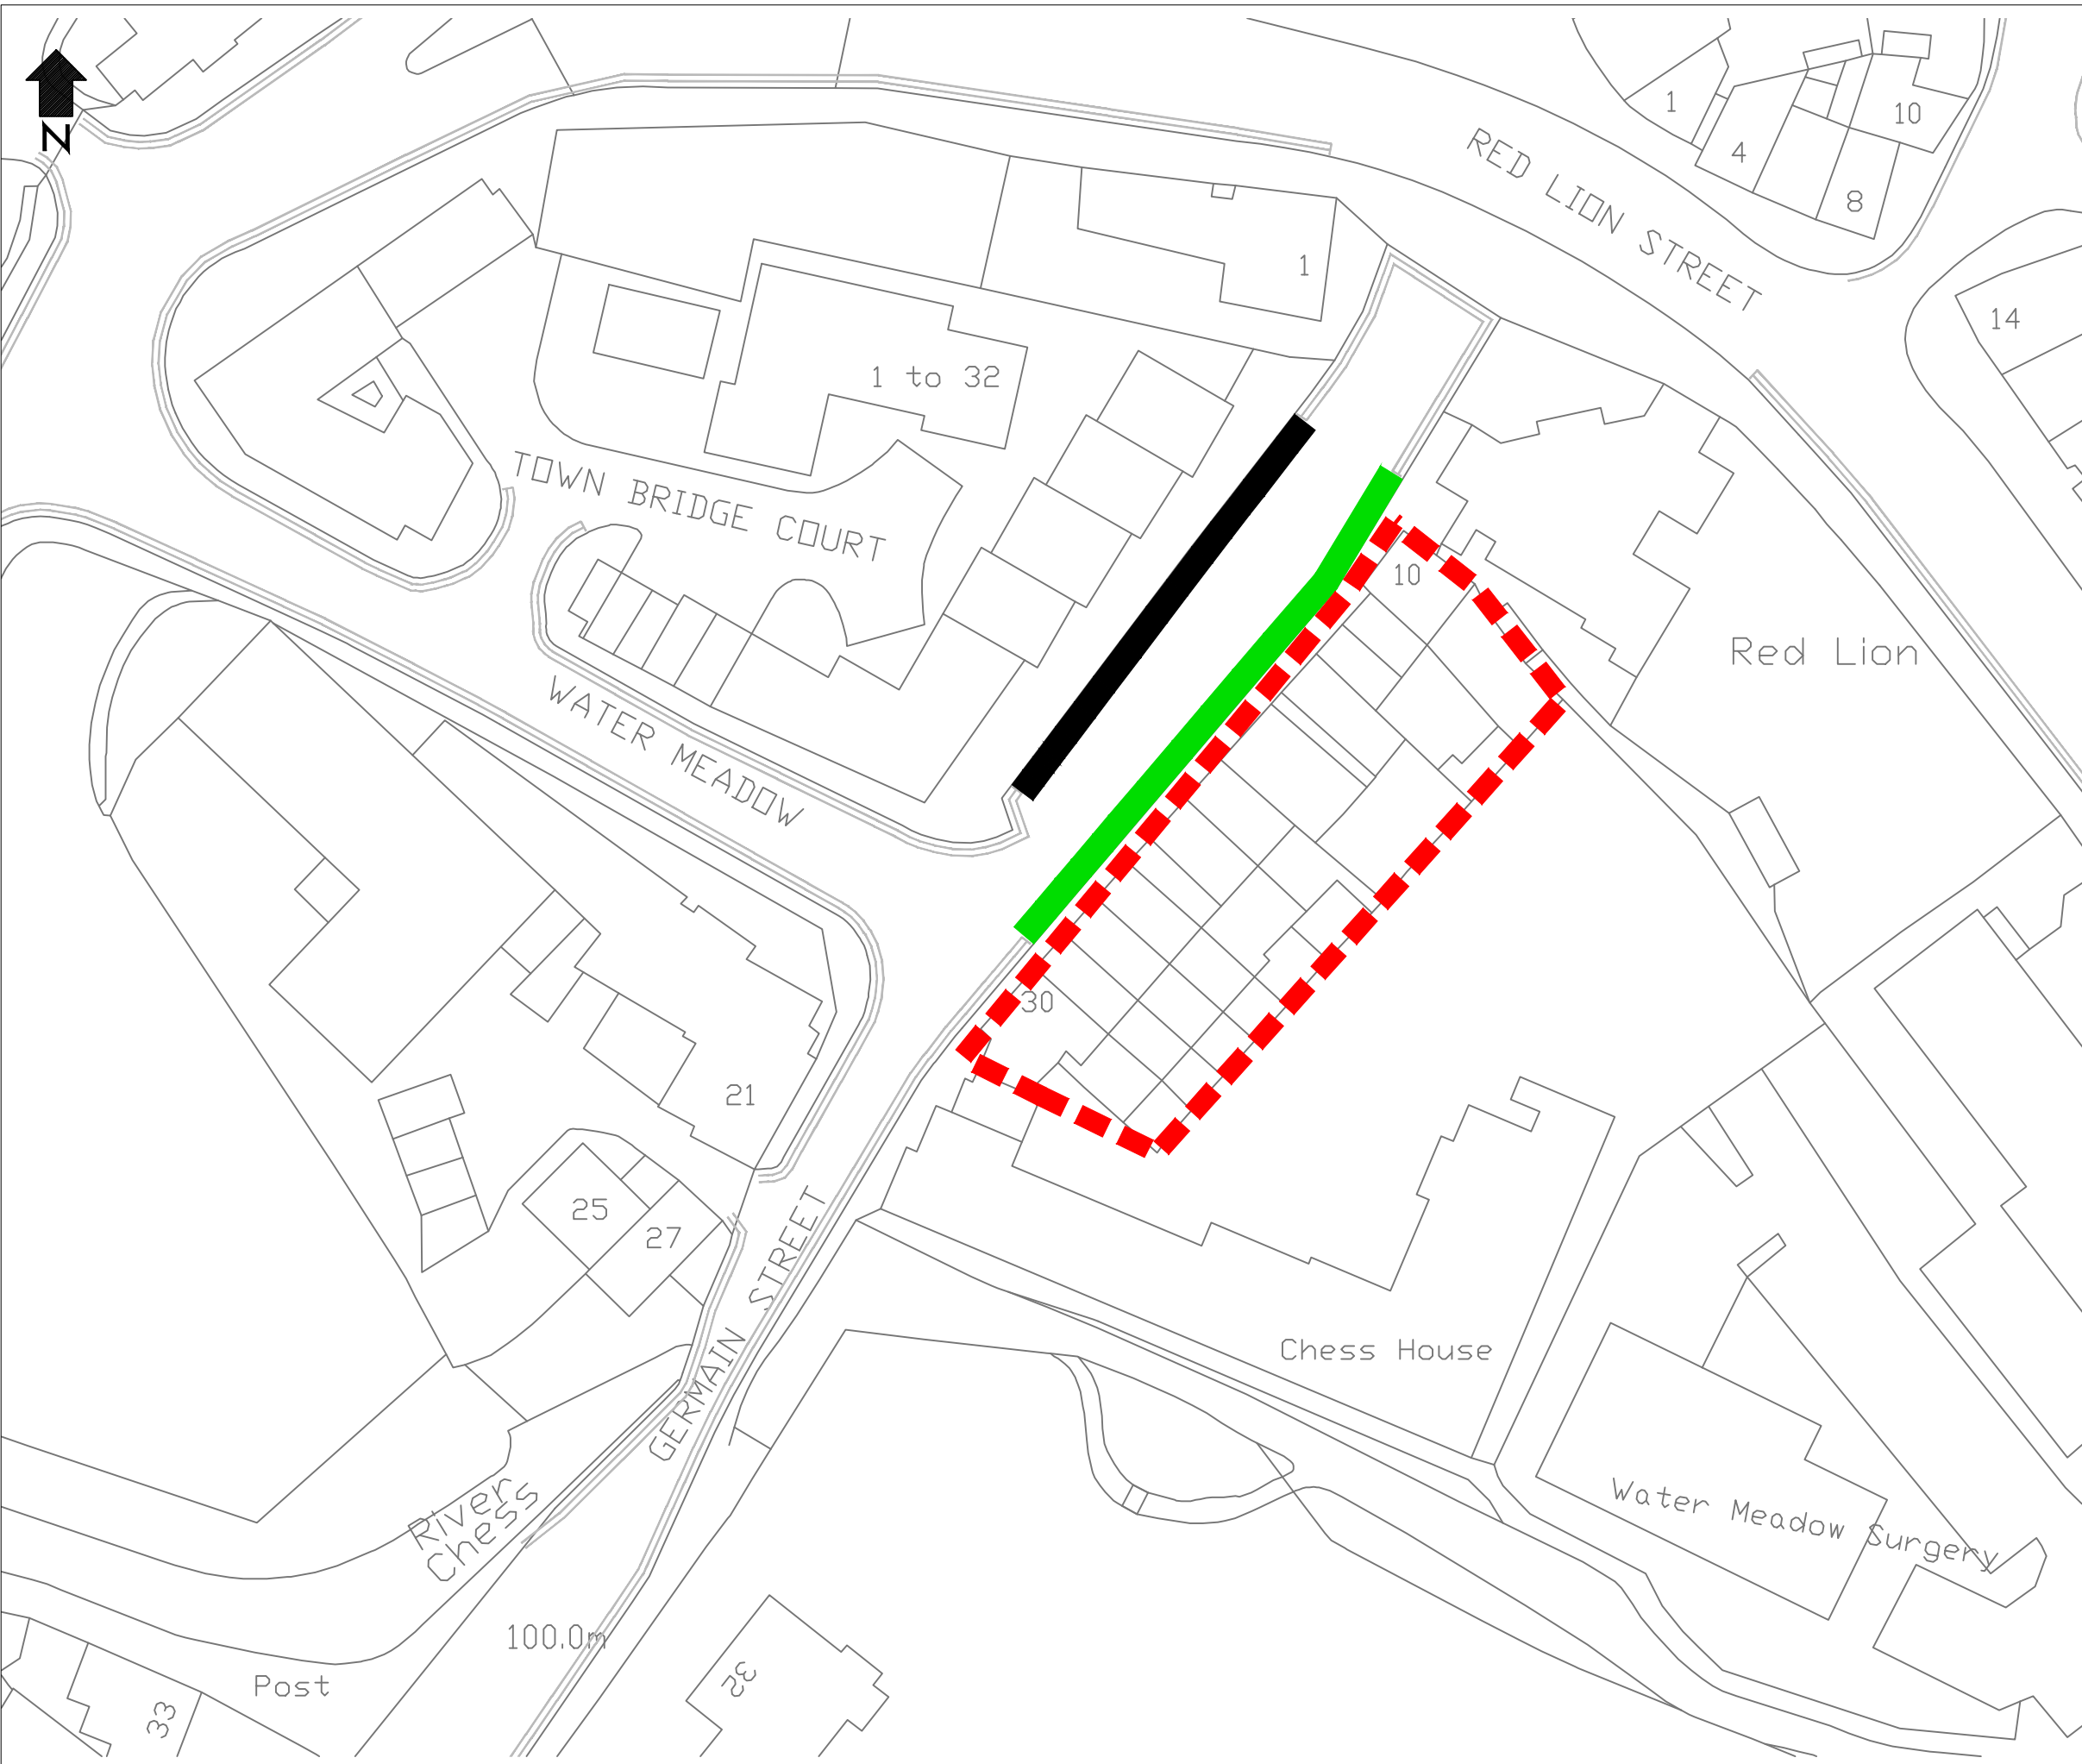 N
1
10
4
8
RED LION STREET
14
1
1 to 32
TOWN BRIDGE COURT
10
Red Lion
WATER MEADOW
30
21
25
27
GERMAIN STREET
Chess House
River
Chess
Water Meadow Surgery
100.0m
Post
32
33